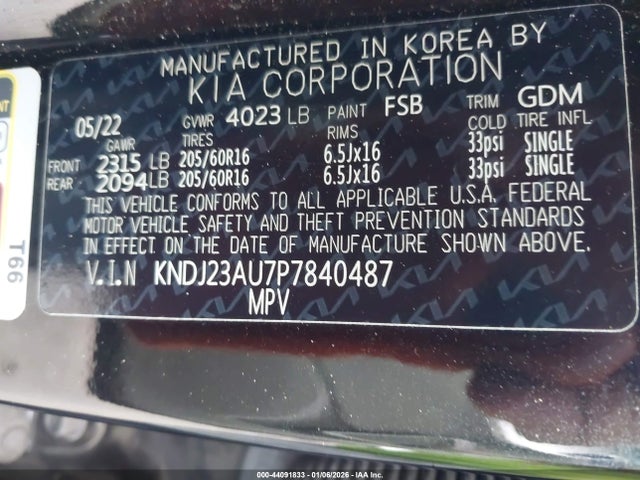 MANUFACTURED IN KOREA BY
KIA CORPORATION
05/22 GVWR 4023 LB PAINT FSB TRIM GDM
GAWR TIRES RIMS COLD TIRE INFL
FRONT 2315 LB 205/60R16 6.5Jx16 33psi SINGLE
REAR 2094 LB 205/60R16 6.5Jx16 33psi SINGLE
THIS VEHICLE CONFORMS TO ALL APPLICABLE U.S.A. FEDERAL
MOTOR VEHICLE SAFETY AND THEFT PREVENTION STANDARDS
IN EFFECT ON THE DATE OF MANUFACTURE SHOWN ABOVE.
V.I.N KNDJ23AU7P7840487
MPV
T66
000-44091833 - 01/06/2026 - IAA Inc.